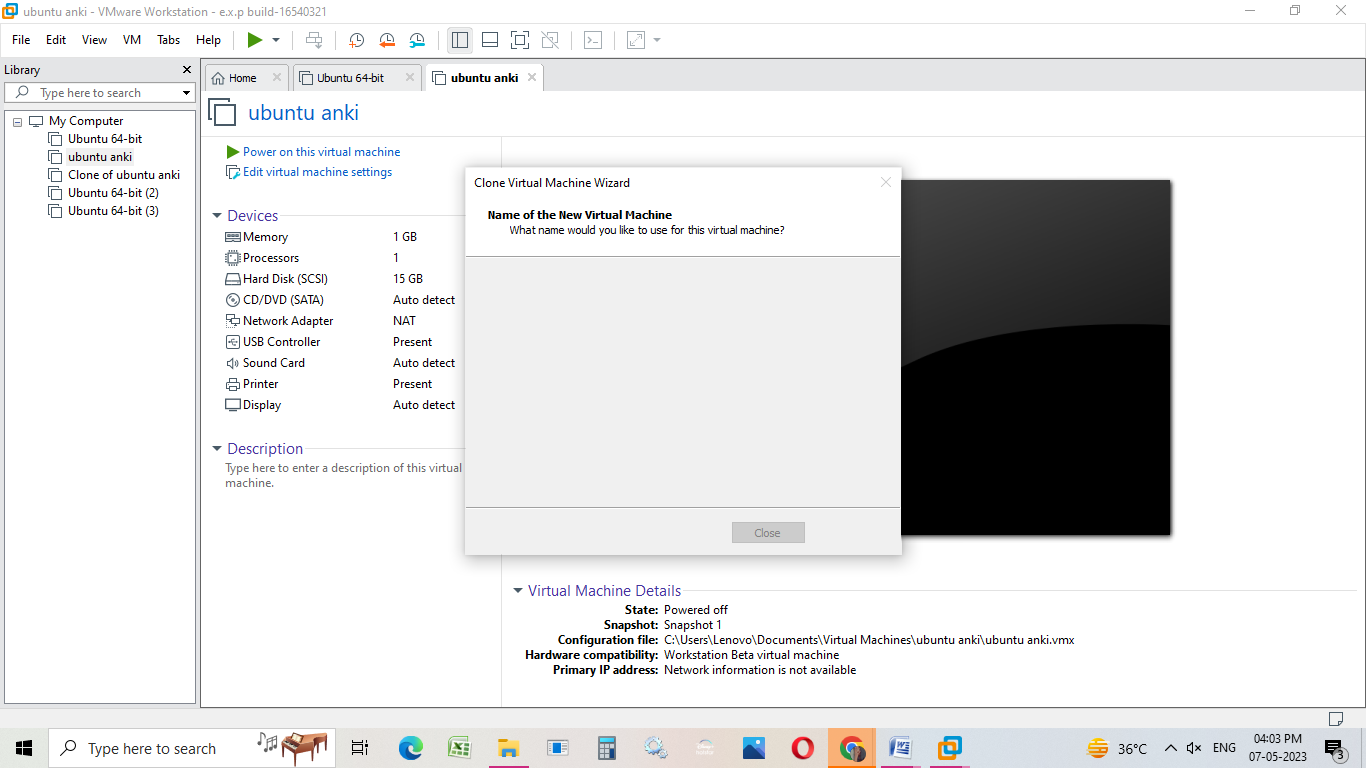 ubuntu anki - VMware Workstation - e.x.p build-16540321
File Edit View VM Tabs Help
Library
Type here to search
My Computer
Ubuntu 64-bit
ubuntu anki
Clone of ubuntu anki
Ubuntu 64-bit (2)
Ubuntu 64-bit (3)
Home
Ubuntu 64-bit
ubuntu anki
ubuntu anki
Power on this virtual machine
Edit virtual machine settings
Devices
Memory 1 GB
Processors 1
Hard Disk (SCSI) 15 GB
CD/DVD (SATA) Auto detect
Network Adapter NAT
USB Controller Present
Sound Card Auto detect
Printer Present
Display Auto detect
Description
Type here to enter a description of this virtual
machine.
Clone Virtual Machine Wizard
Name of the New Virtual Machine
What name would you like to use for this virtual machine?
Close
Virtual Machine Details
State: Powered off
Snapshot: Snapshot 1
Configuration file: C:\Users\Lenovo\Documents\Virtual Machines\ubuntu anki\ubuntu anki.vmx
Hardware compatibility: Workstation Beta virtual machine
Primary IP address: Network information is not available
Type here to search
36°C
ENG
04:03 PM
07-05-2023
3